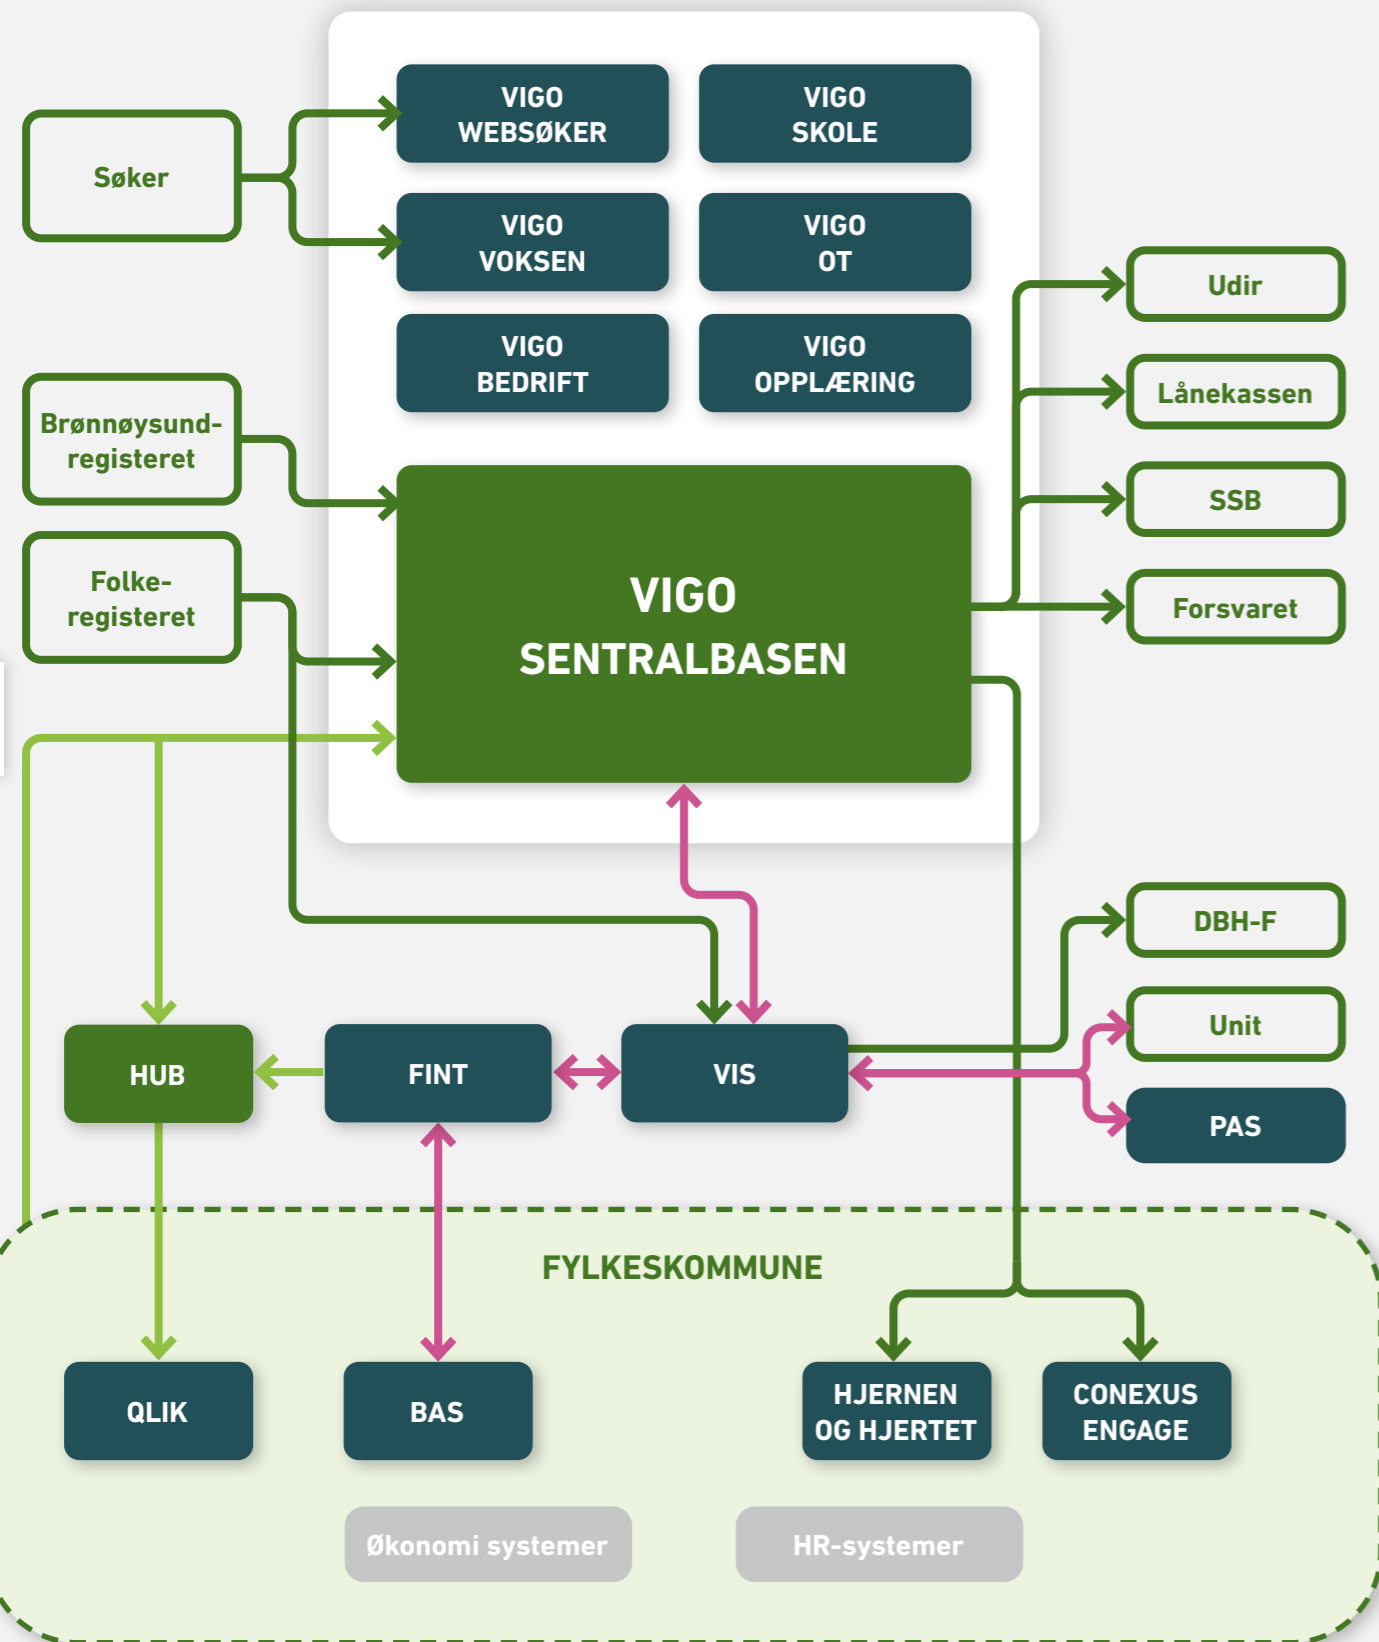 VIGO
WEBSØKER
VIGO
SKOLE
Søker
VIGO
VOKSEN
VIGO
OT
Udir
VIGO
BEDRIFT
VIGO
OPPLÆRING
Lånekassen
Brønnøysund-
registeret
SSB
Folke-
registeret
VIGO
SENTRALBASEN
Forsvaret
DBH-F
Unit
HUB
FINT
VIS
PAS
FYLKESKOMMUNE
QLIK
BAS
HJERNEN
OG HJERTET
CONEXUS
ENGAGE
Økonomi systemer
HR-systemer